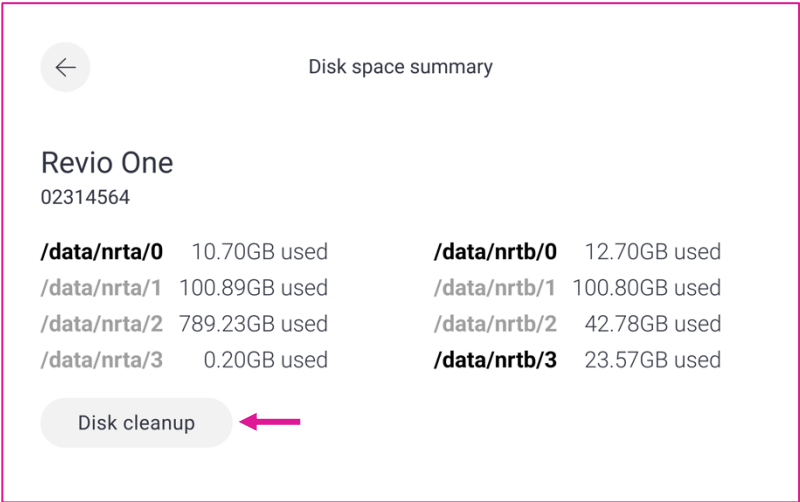 Disk space summary
Revio One
02314564
/data/nrta/0 10.70GB used /data/nrtb/0 12.70GB used
/data/nrta/1 100.89GB used /data/nrtb/1 100.80GB used
/data/nrta/2 789.23GB used /data/nrtb/2 42.78GB used
/data/nrta/3 0.20GB used /data/nrtb/3 23.57GB used
Disk cleanup